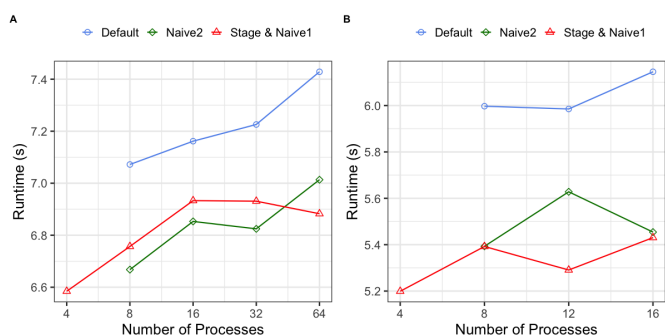 A
Default Naive2 Stage & Naive1
7.4
7.2
7.0
6.8
6.6
Runtime (s)
4 8 16 32 64
Number of Processes
B
Default Naive2 Stage & Naive1
6.0
5.8
5.6
5.4
5.2
Runtime (s)
4 8 12 16
Number of Processes